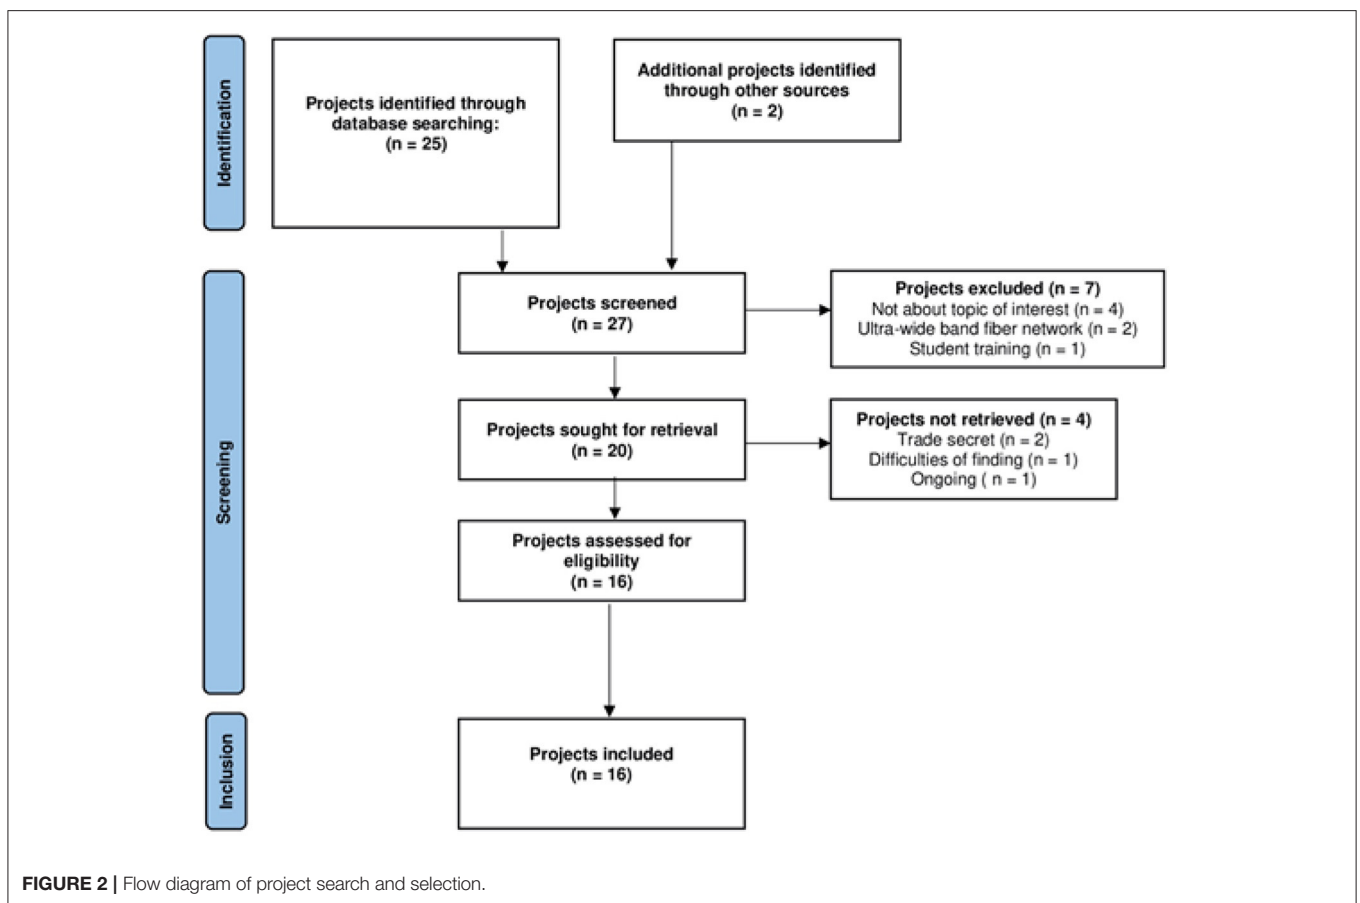 Identification
Projects identified through
database searching:
(n = 25)
Additional projects identified
through other sources
(n = 2)
Screening
Projects screened
(n = 27)
Projects excluded (n = 7)
Not about topic of interest (n = 4)
Ultra-wide band fiber network (n = 2)
Student training (n = 1)
Projects sought for retrieval
(n = 20)
Projects not retrieved (n = 4)
Trade secret (n = 2)
Difficulties of finding (n = 1)
Ongoing ( n = 1)
Projects assessed for
eligibility
(n = 16)
Inclusion
Projects included
(n = 16)
FIGURE 2 | Flow diagram of project search and selection.